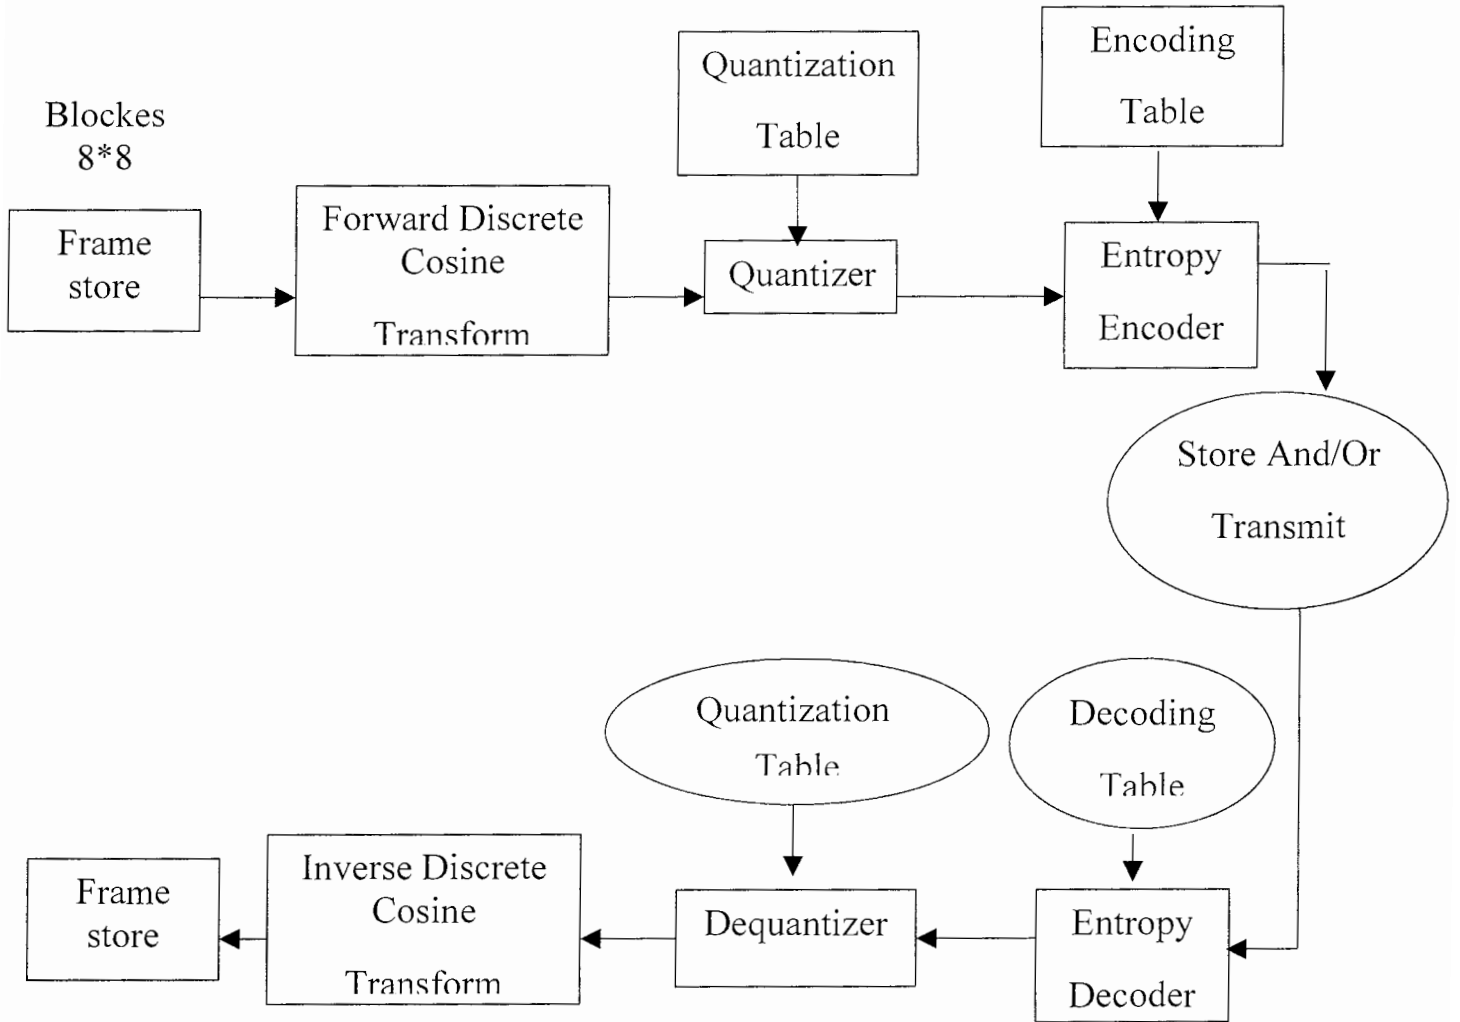 Quantization
Table
Encoding
Table
Blockes
8*8
Frame
store
Forward Discrete
Cosine
Transform
Quantizer
Entropy
Encoder
Store And/Or
Transmit
Quantization
Table
Decoding
Table
Frame
store
Inverse Discrete
Cosine
Transform
Dequantizer
Entropy
Decoder